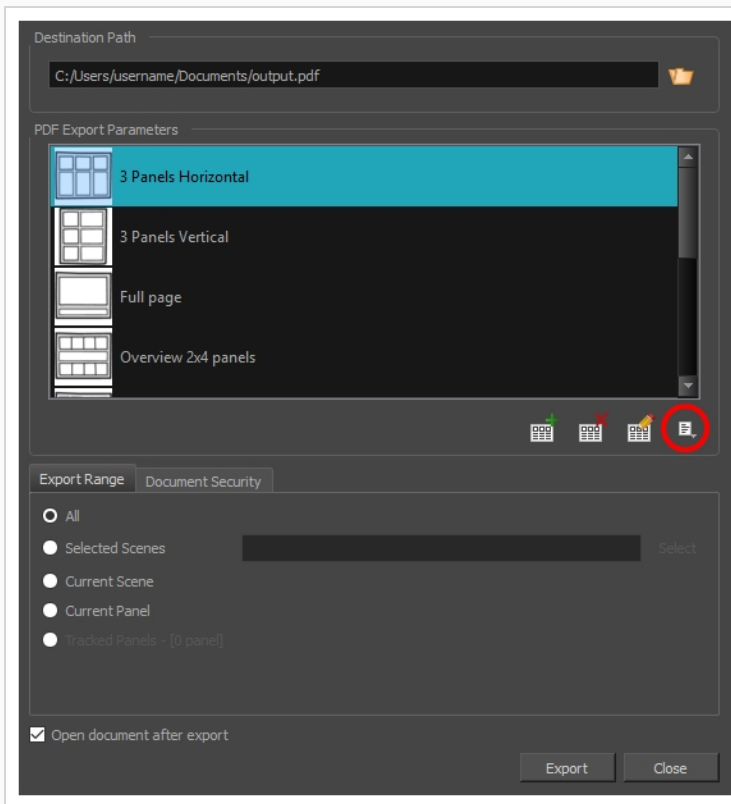 Destination Path
C:/Users/username/Documents/output.pdf
PDF Export Parameters
3 Panels Horizontal
3 Panels Vertical
Full page
Overview 2x4 panels
Export Range Document Security
All
Selected Scenes Select
Current Scene
Current Panel
Tracked Panels - [0 panel]
Open document after export
Export Close